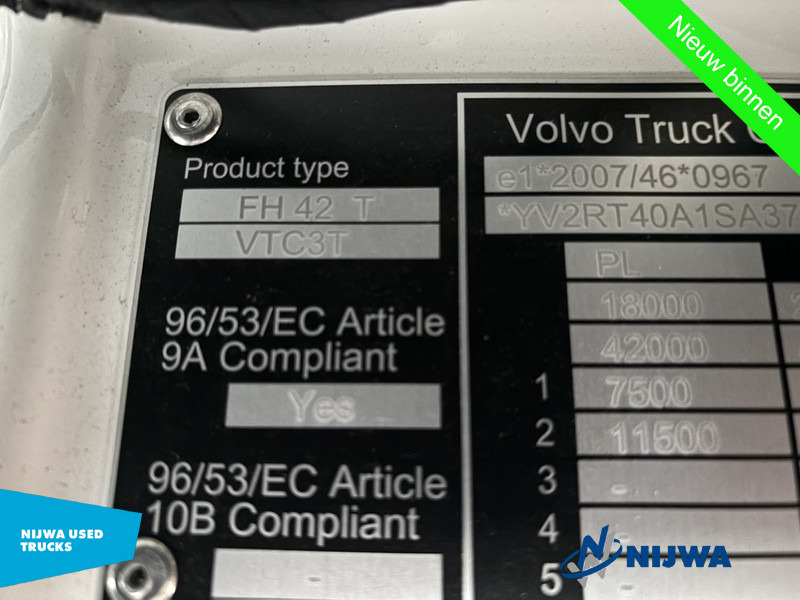 Nieuw binnen
Product type
FH 42 T
VTC3T
96/53/EC Article
9A Compliant
Yes
96/53/EC Article
10B Compliant
-
Volvo Truck
e1*2007/46*0967
*YV2RT40A1SA37
PL
18000
42000
1 7500
2 11500
3 -
4 -
5
NIJWA USED
TRUCKS
NIJWA